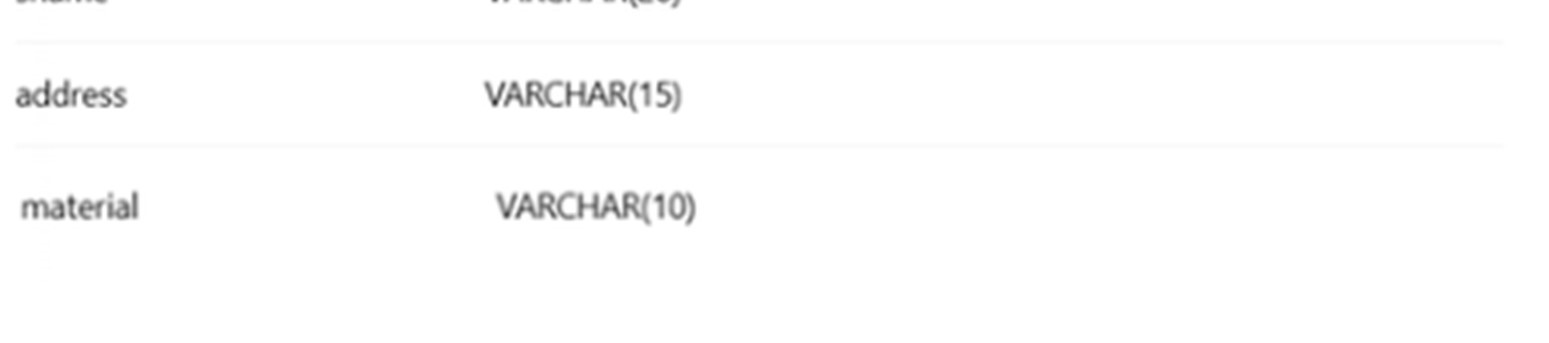 address VARCHAR(15)
material VARCHAR(10)